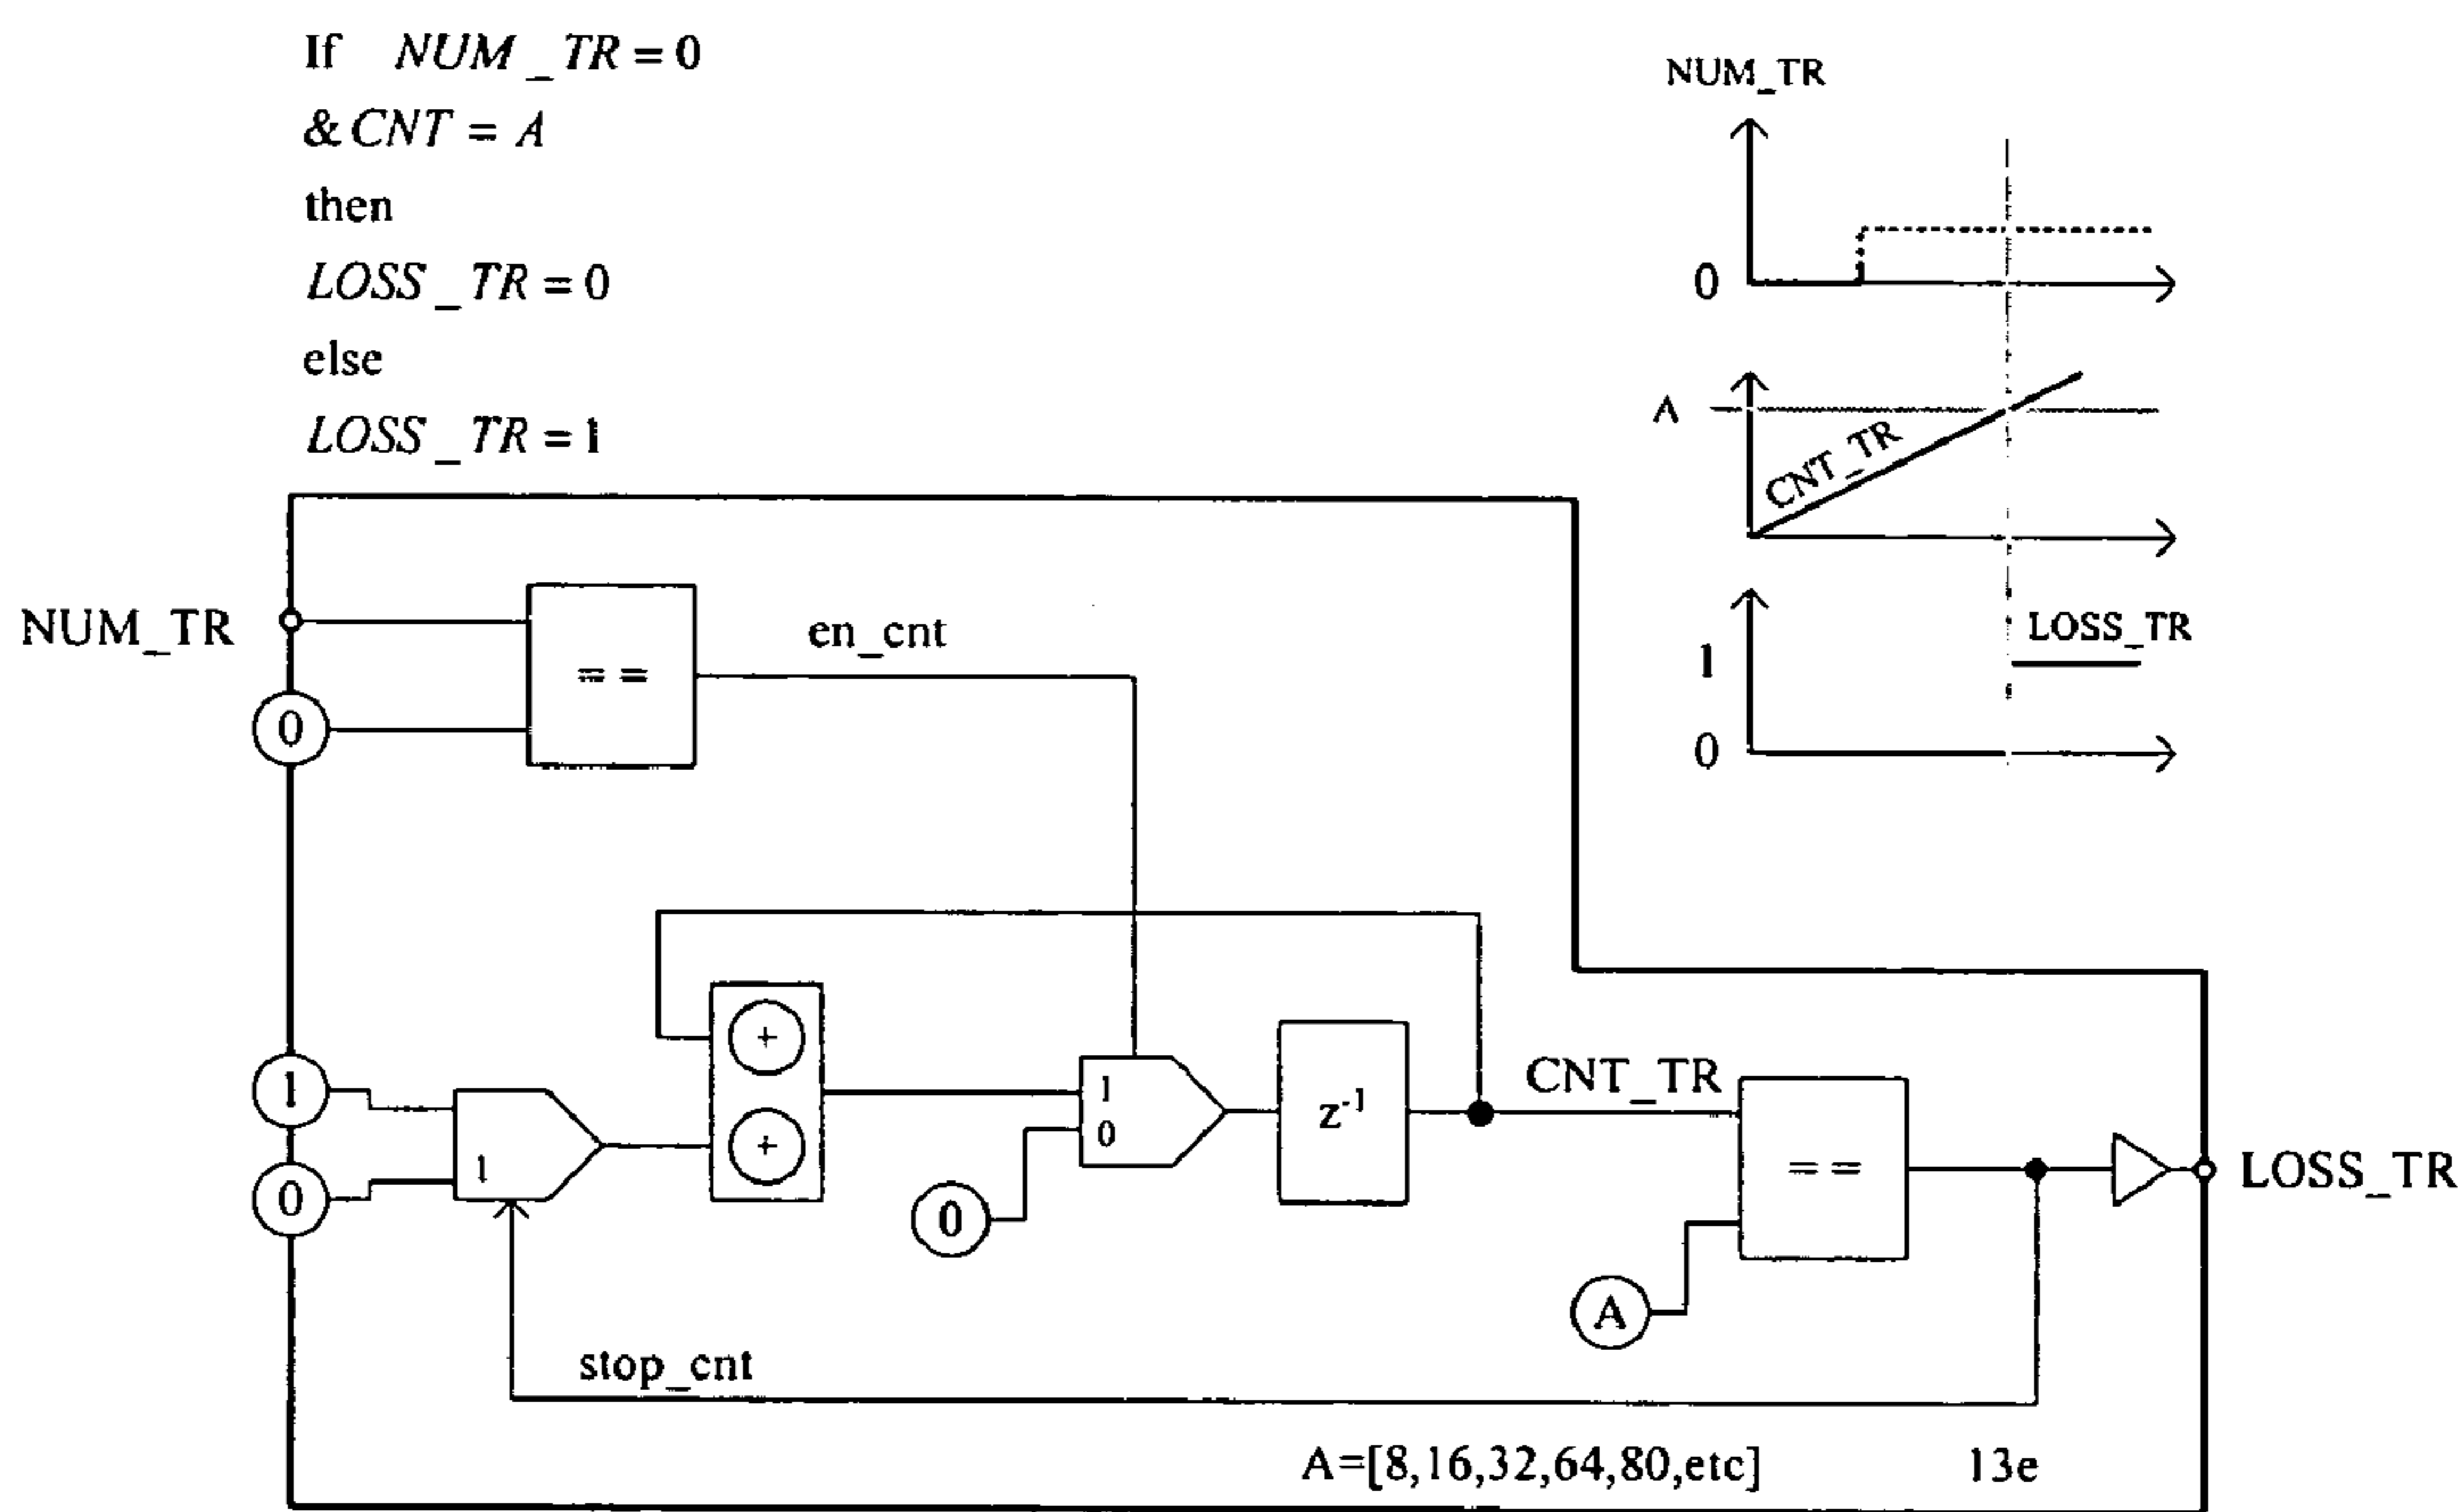 If NUM_TR = 0
& CNT = A
then
LOSS_TR = 0
else
LOSS_TR = 1
NUM_TR
0
A
CNT_TR
LOSS_TR
1
0
NUM_TR
0
= =
en_cnt
1
0
1
+
+
1
0
0
z⁻¹
CNT_TR
= =
A
LOSS_TR
stop_cnt
A=[8,16,32,64,80,etc]
13e